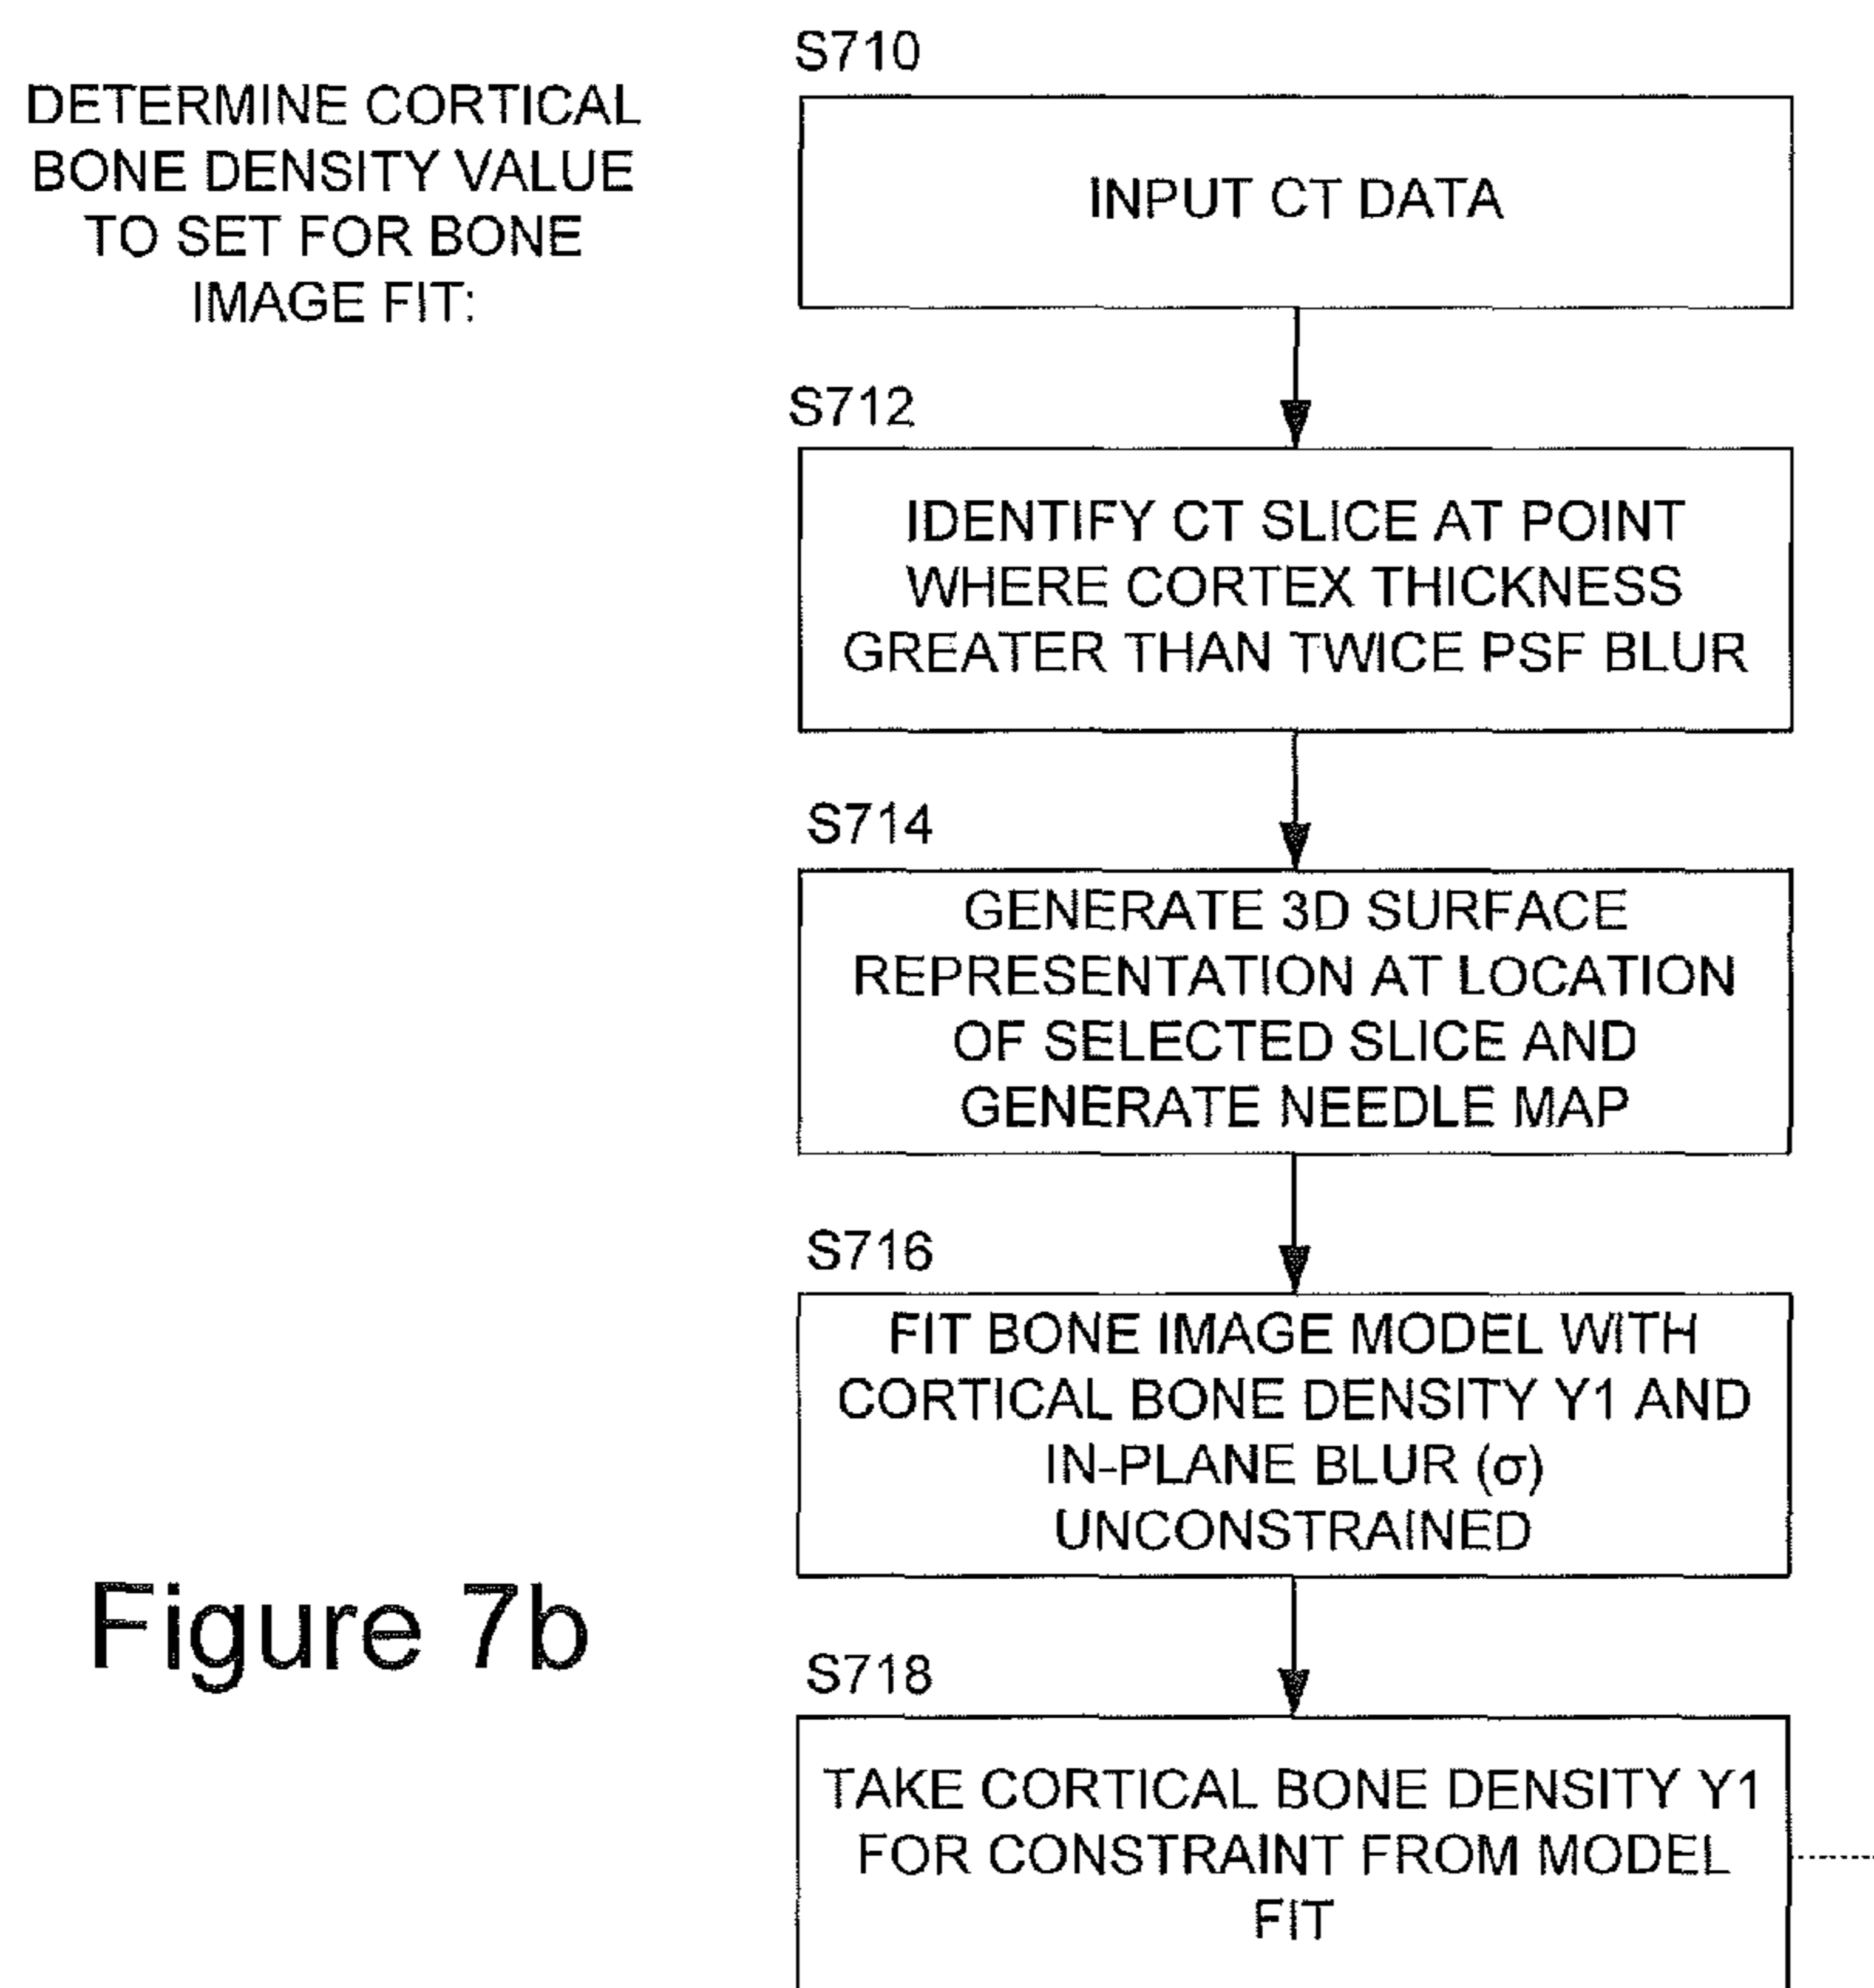 DETERMINE CORTICAL
BONE DENSITY VALUE
TO SET FOR BONE
IMAGE FIT:
S710
INPUT CT DATA
S712
IDENTIFY CT SLICE AT POINT
WHERE CORTEX THICKNESS
GREATER THAN TWICE PSF BLUR
S714
GENERATE 3D SURFACE
REPRESENTATION AT LOCATION
OF SELECTED SLICE AND
GENERATE NEEDLE MAP
S716
FIT BONE IMAGE MODEL WITH
CORTICAL BONE DENSITY Y1 AND
IN-PLANE BLUR (σ)
UNCONSTRAINED
S718
TAKE CORTICAL BONE DENSITY Y1
FOR CONSTRAINT FROM MODEL
FIT
Figure 7b